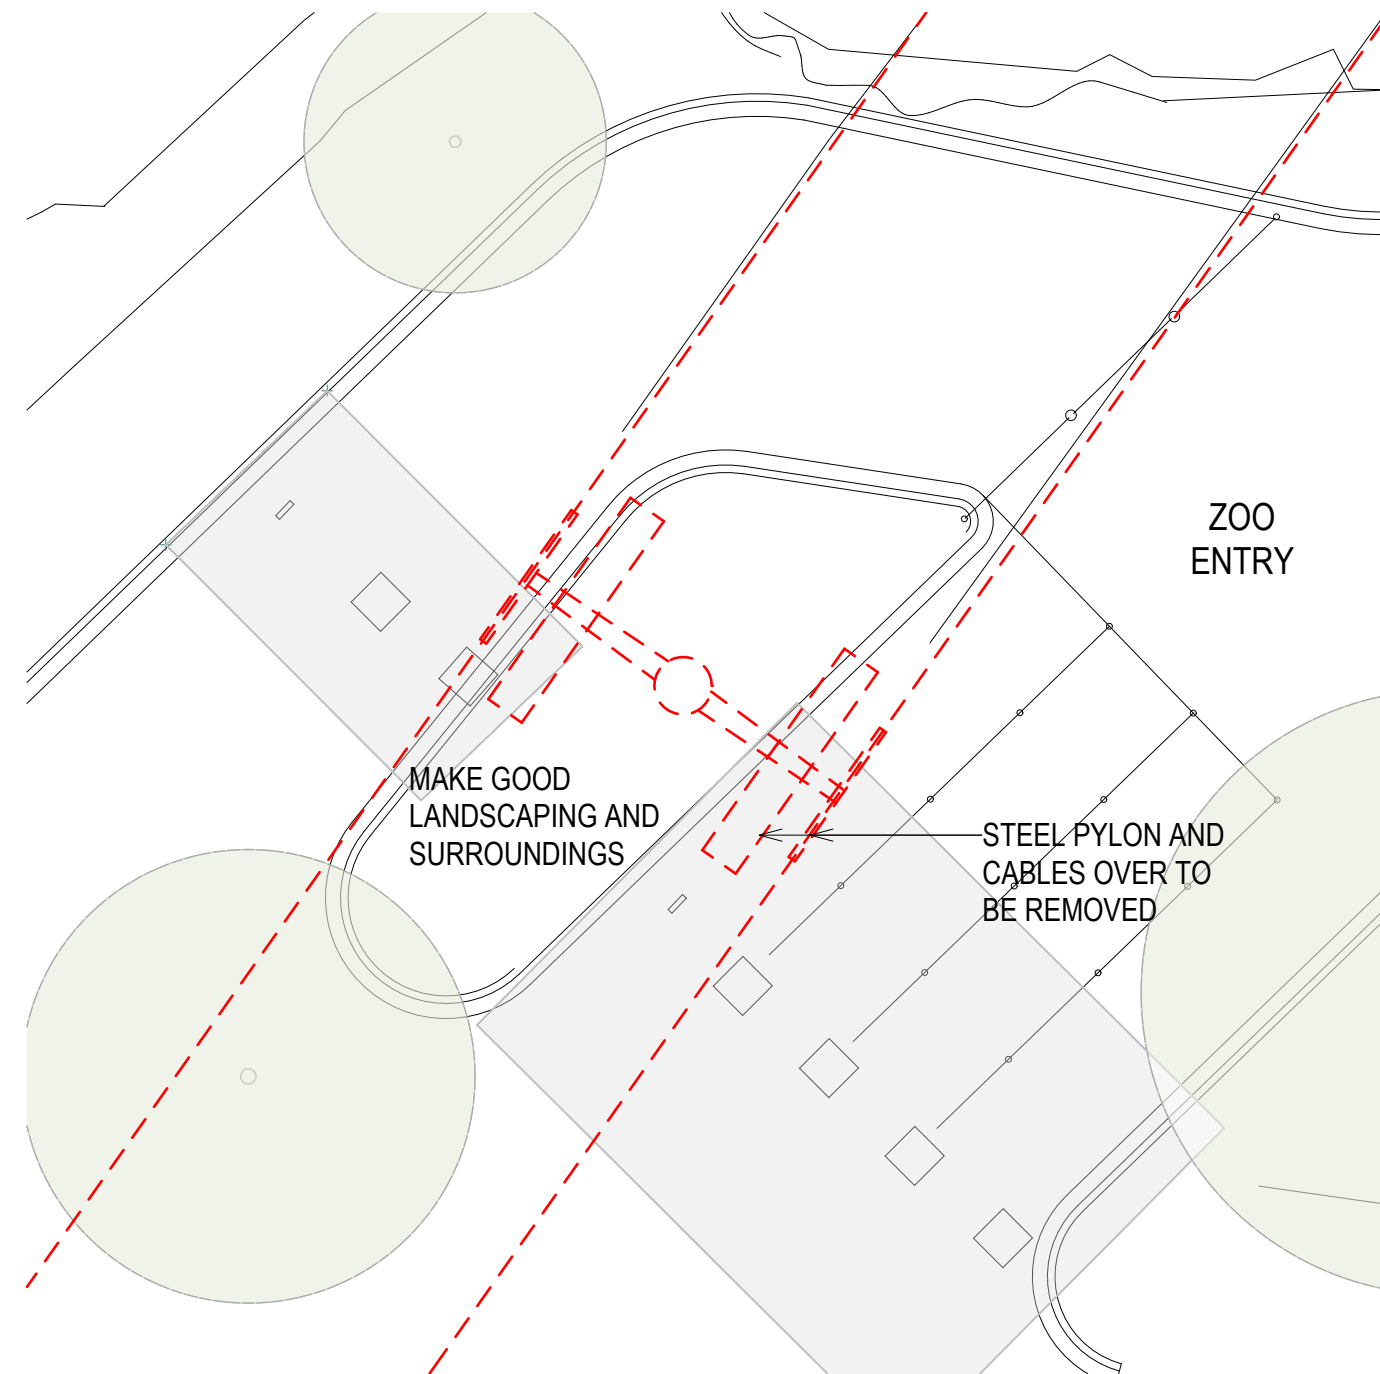 ZOO
ENTRY
MAKE GOOD
LANDSCAPING AND
SURROUNDINGS
STEEL PYLON AND
CABLES OVER TO
BE REMOVED